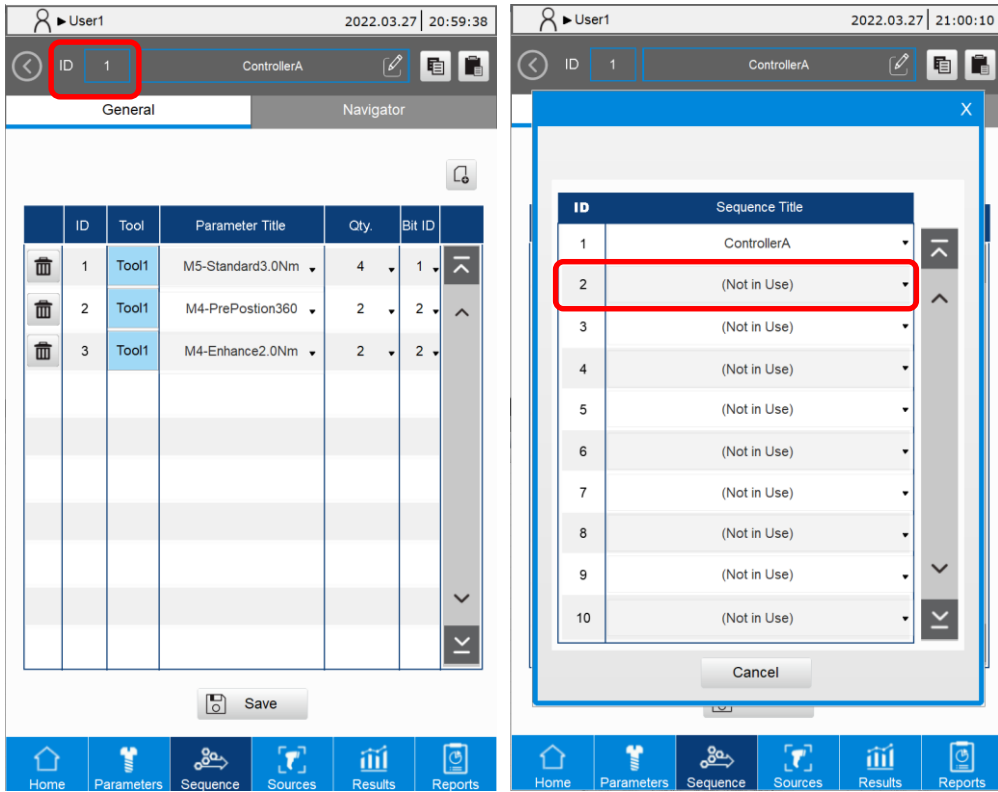 ►User1 2022.03.27 20:59:38
ID 1 ControllerA
General Navigator
ID Tool Parameter Title Qty. Bit ID
1 Tool1 M5-Standard3.0Nm 4 1
2 Tool1 M4-PrePostion360 2 2
3 Tool1 M4-Enhance2.0Nm 2 2
Save
Home Parameters Sequence Sources Results Reports
►User1 2022.03.27 21:00:10
ID 1 ControllerA
X
ID Sequence Title
1 ControllerA
2 (Not in Use)
3 (Not in Use)
4 (Not in Use)
5 (Not in Use)
6 (Not in Use)
7 (Not in Use)
8 (Not in Use)
9 (Not in Use)
10 (Not in Use)
Cancel
Home Parameters Sequence Sources Results Reports